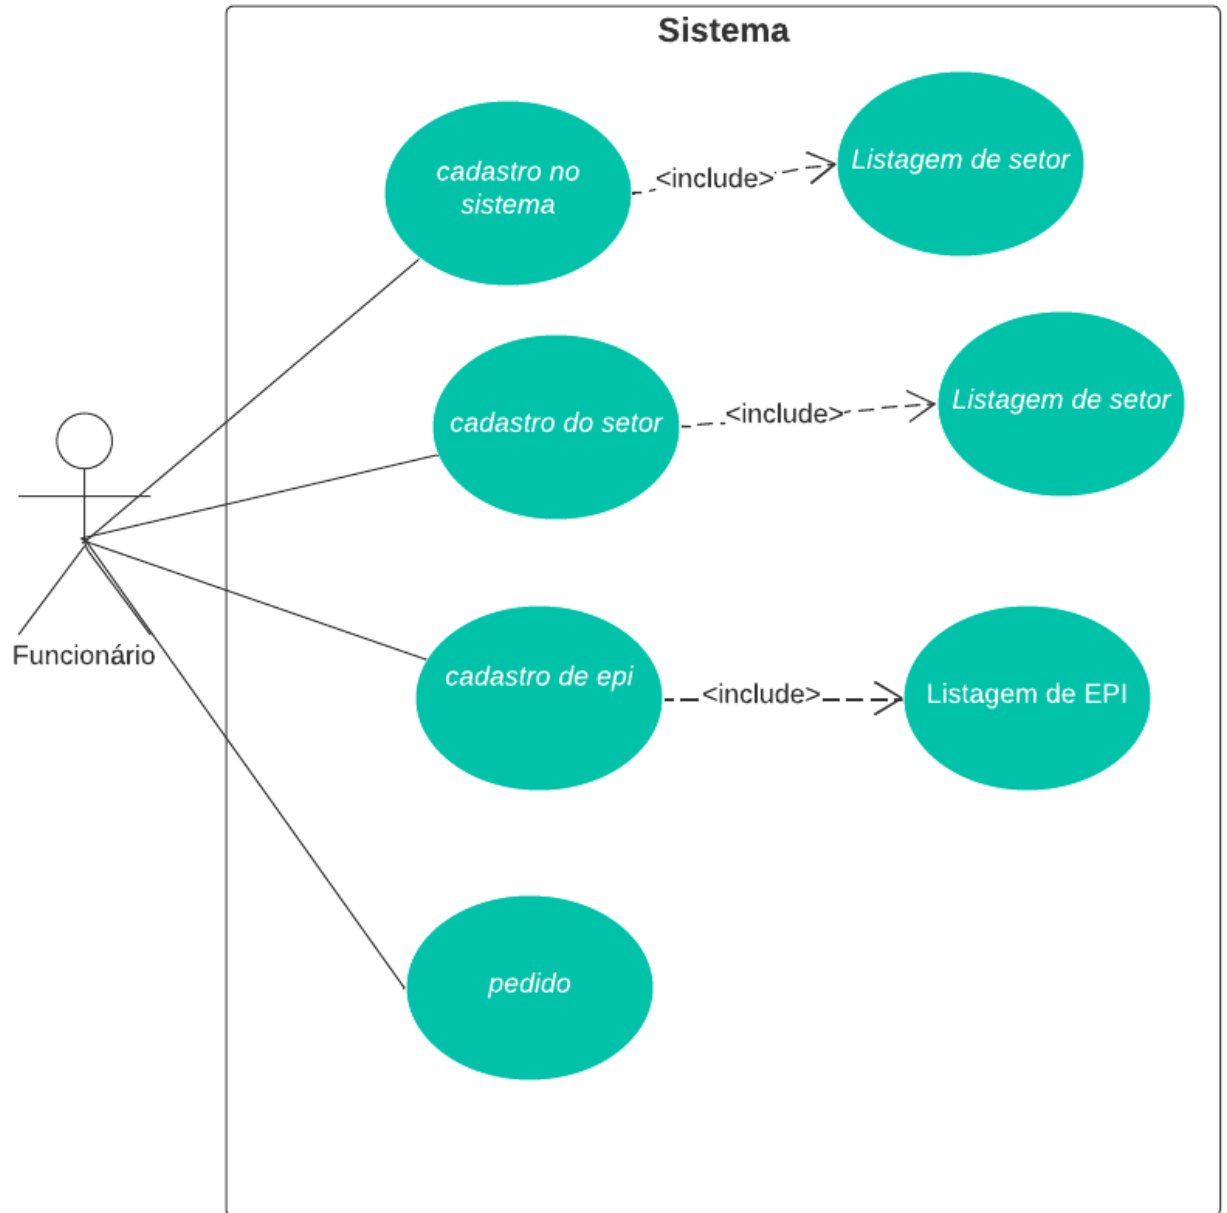 Sistema
cadastro no
sistema
<include>
Listagem de setor
cadastro do setor
<include>
Listagem de setor
Funcionário
cadastro de epi
<include>
Listagem de EPI
pedido